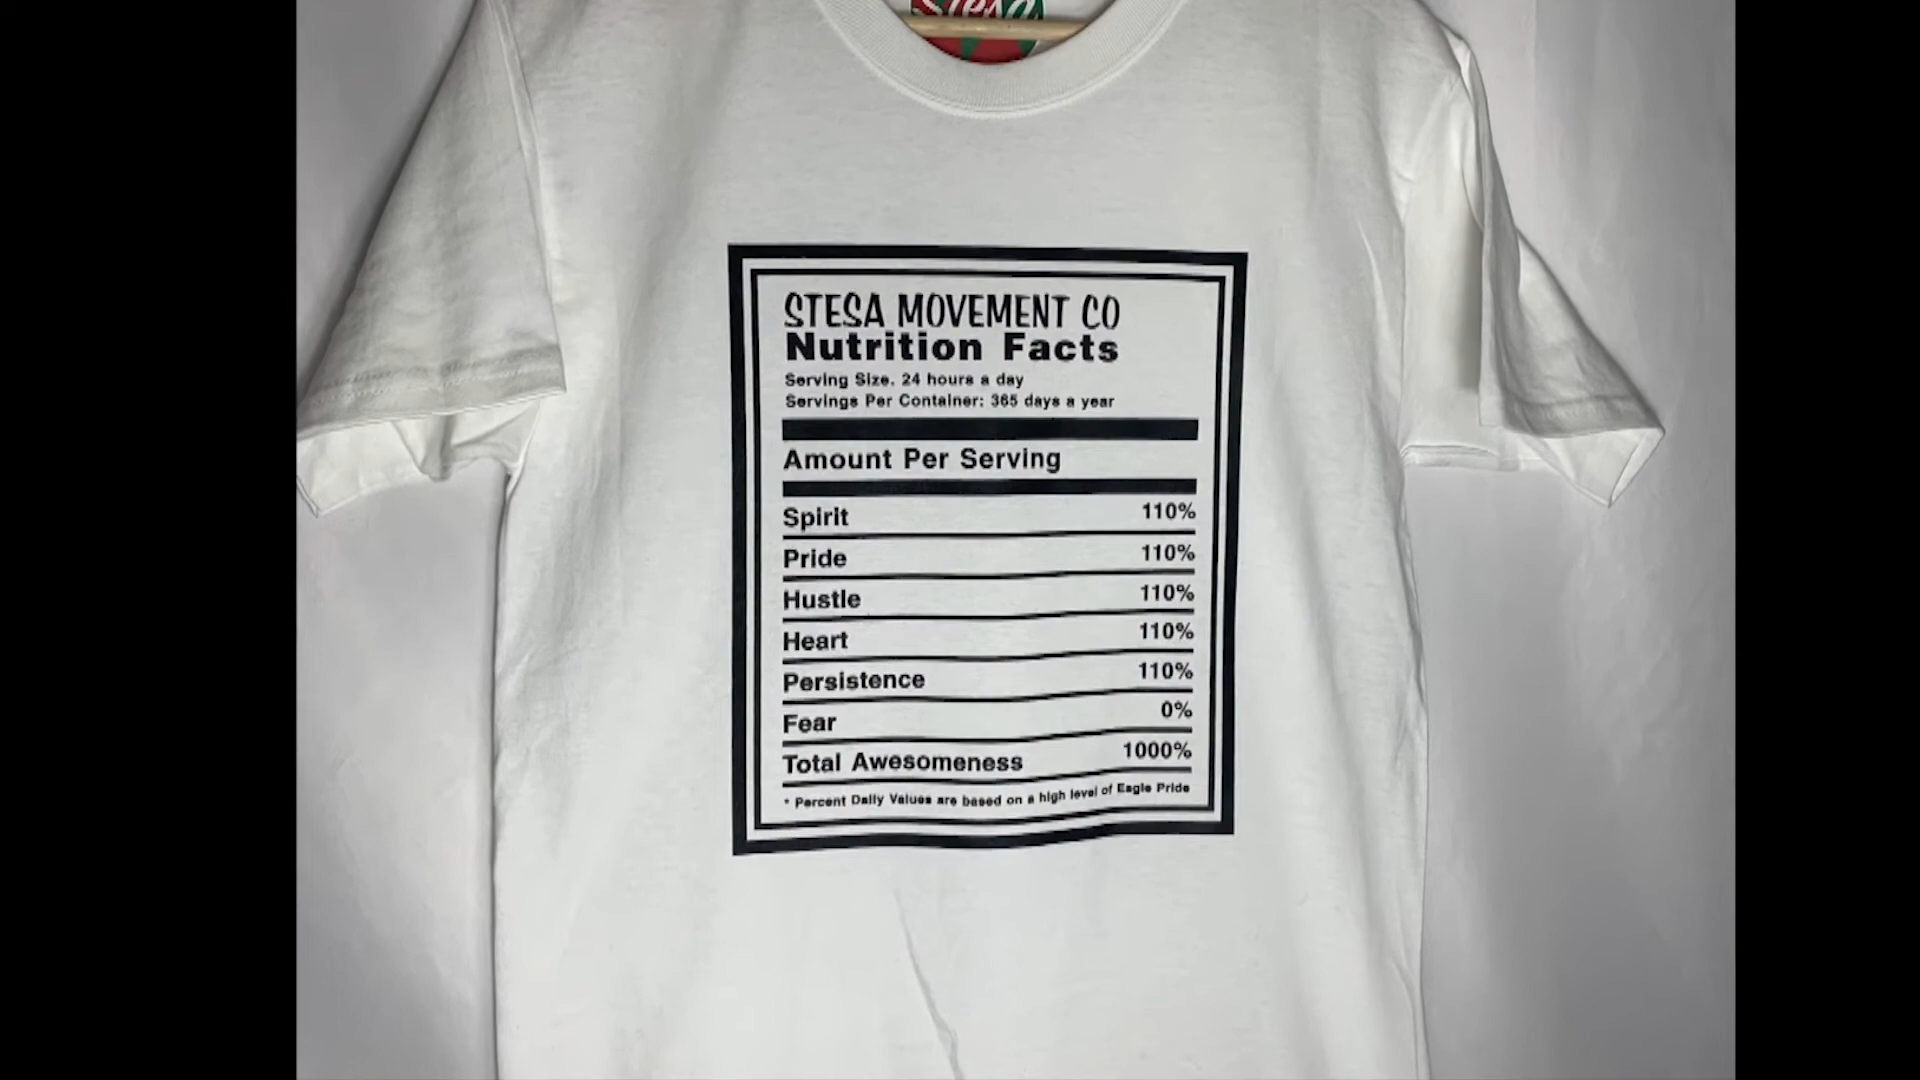 Stesa
STESA MOVEMENT CO
Nutrition Facts
Serving Size. 24 hours a day
Servings Per Container: 365 days a year
Amount Per Serving
Spirit 110%
Pride 110%
Hustle 110%
Heart 110%
Persistence 110%
Fear 0%
Total Awesomeness 1000%
* Percent Daily Values are based on a high level of Eagle Pride